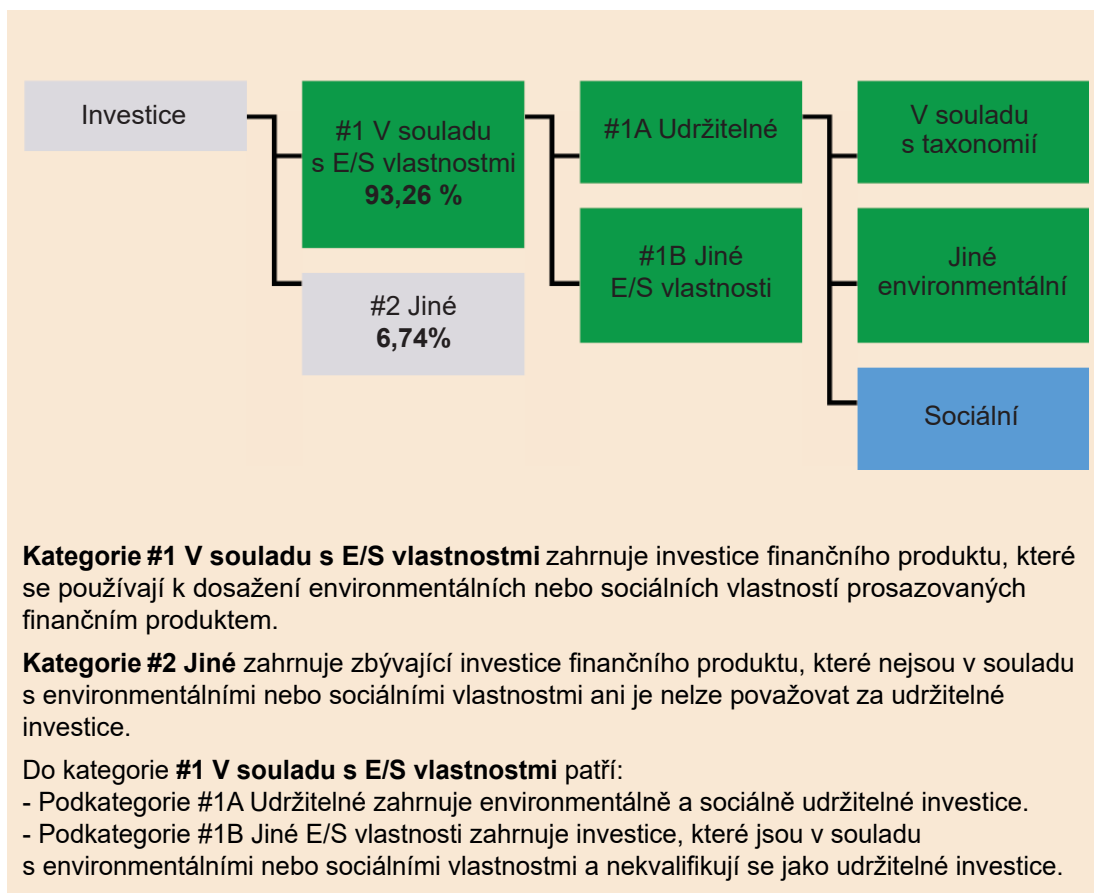 Investice
#1 V souladu
s E/S vlastnostmi
93,26 %
#2 Jiné
6,74%
#1A Udržitelné
#1B Jiné
E/S vlastnosti
V souladu
s taxonomií
Jiné
environmentální
Sociální
Kategorie #1 V souladu s E/S vlastnostmi zahrnuje investice finančního produktu, které
se používají k dosažení environmentálních nebo sociálních vlastností prosazovaných
finančním produktem.
Kategorie #2 Jiné zahrnuje zbývající investice finančního produktu, které nejsou v souladu
s environmentálními nebo sociálními vlastnostmi ani je nelze považovat za udržitelné
investice.
Do kategorie #1 V souladu s E/S vlastnostmi patří:
- Podkategorie #1A Udržitelné zahrnuje environmentálně a sociálně udržitelné investice.
- Podkategorie #1B Jiné E/S vlastnosti zahrnuje investice, které jsou v souladu
s environmentálními nebo sociálními vlastnostmi a nekvalifikují se jako udržitelné investice.